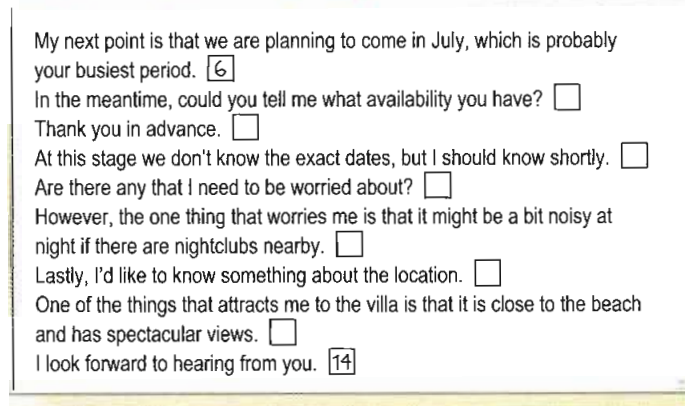 My next point is that we are planning to come in July, which is probably
your busiest period. 6
In the meantime, could you tell me what availability you have?
Thank you in advance.
At this stage we don't know the exact dates, but I should know shortly.
Are there any that I need to be worried about?
However, the one thing that worries me is that it might be a bit noisy at
night if there are nightclubs nearby.
Lastly, I'd like to know something about the location.
One of the things that attracts me to the villa is that it is close to the beach
and has spectacular views.
I look forward to hearing from you. 14